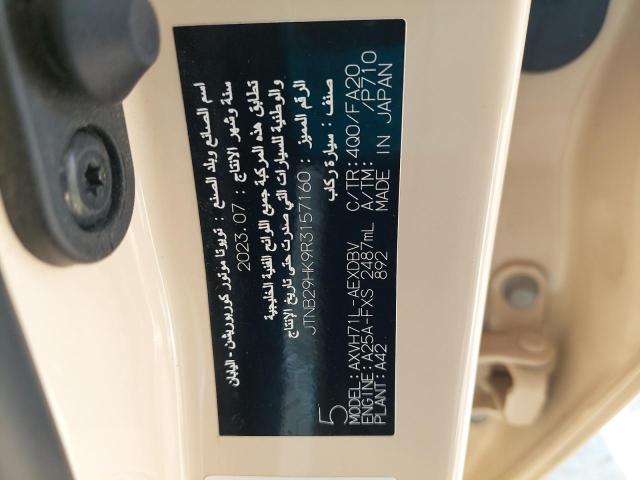 اسم الصانع وبلد الصنع : تويوتا موتور كوربوريشن - اليابان
سنة وشهر الانتاج : 2023.07
تطابق هذه المركبة جميع اللوائح الفنية الخليجية
والوطنية للسيارات التي صدرت حتى تاريخ الإنتاج
الرقم المميز : JTNB29HK9R3157160
صنف : سيارة ركاب
5
MODEL: AXVH71L-AEXDBV C/TR: 4Q0/FA20
ENGINE: A25A-FXS 2487mL A/TM: /P710
PLANT: A42 892 MADE IN JAPAN